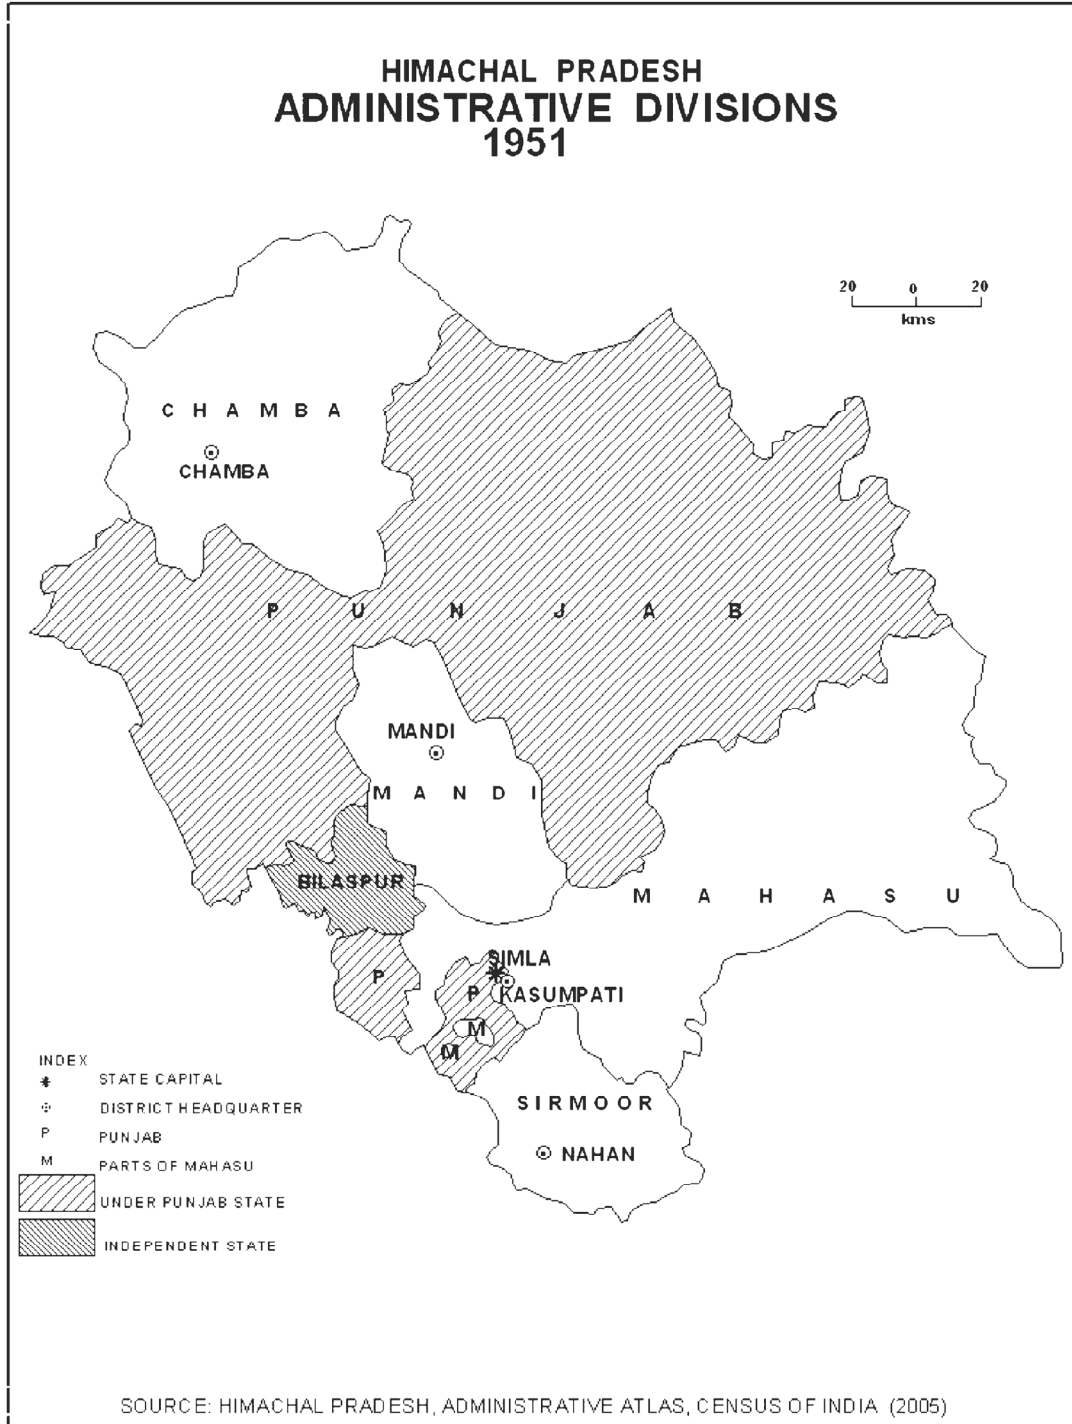 HIMACHAL PRADESH
ADMINISTRATIVE DIVISIONS
1951
20 0 20
kms
C H A M B A
CHAMBA
P U N J A B
MANDI
M A N D I
BILASPUR
M A H A S U
SIMLA
P
P
KASUMPATI
M
M
INDEX
STATE CAPITAL
DISTRICT HEADQUARTER
P PUNJAB
M PARTS OF MAHASU
UNDER PUNJAB STATE
INDEPENDENT STATE
SIRMOOR
NAHAN
SOURCE: HIMACHAL PRADESH, ADMINISTRATIVE ATLAS, CENSUS OF INDIA (2005)